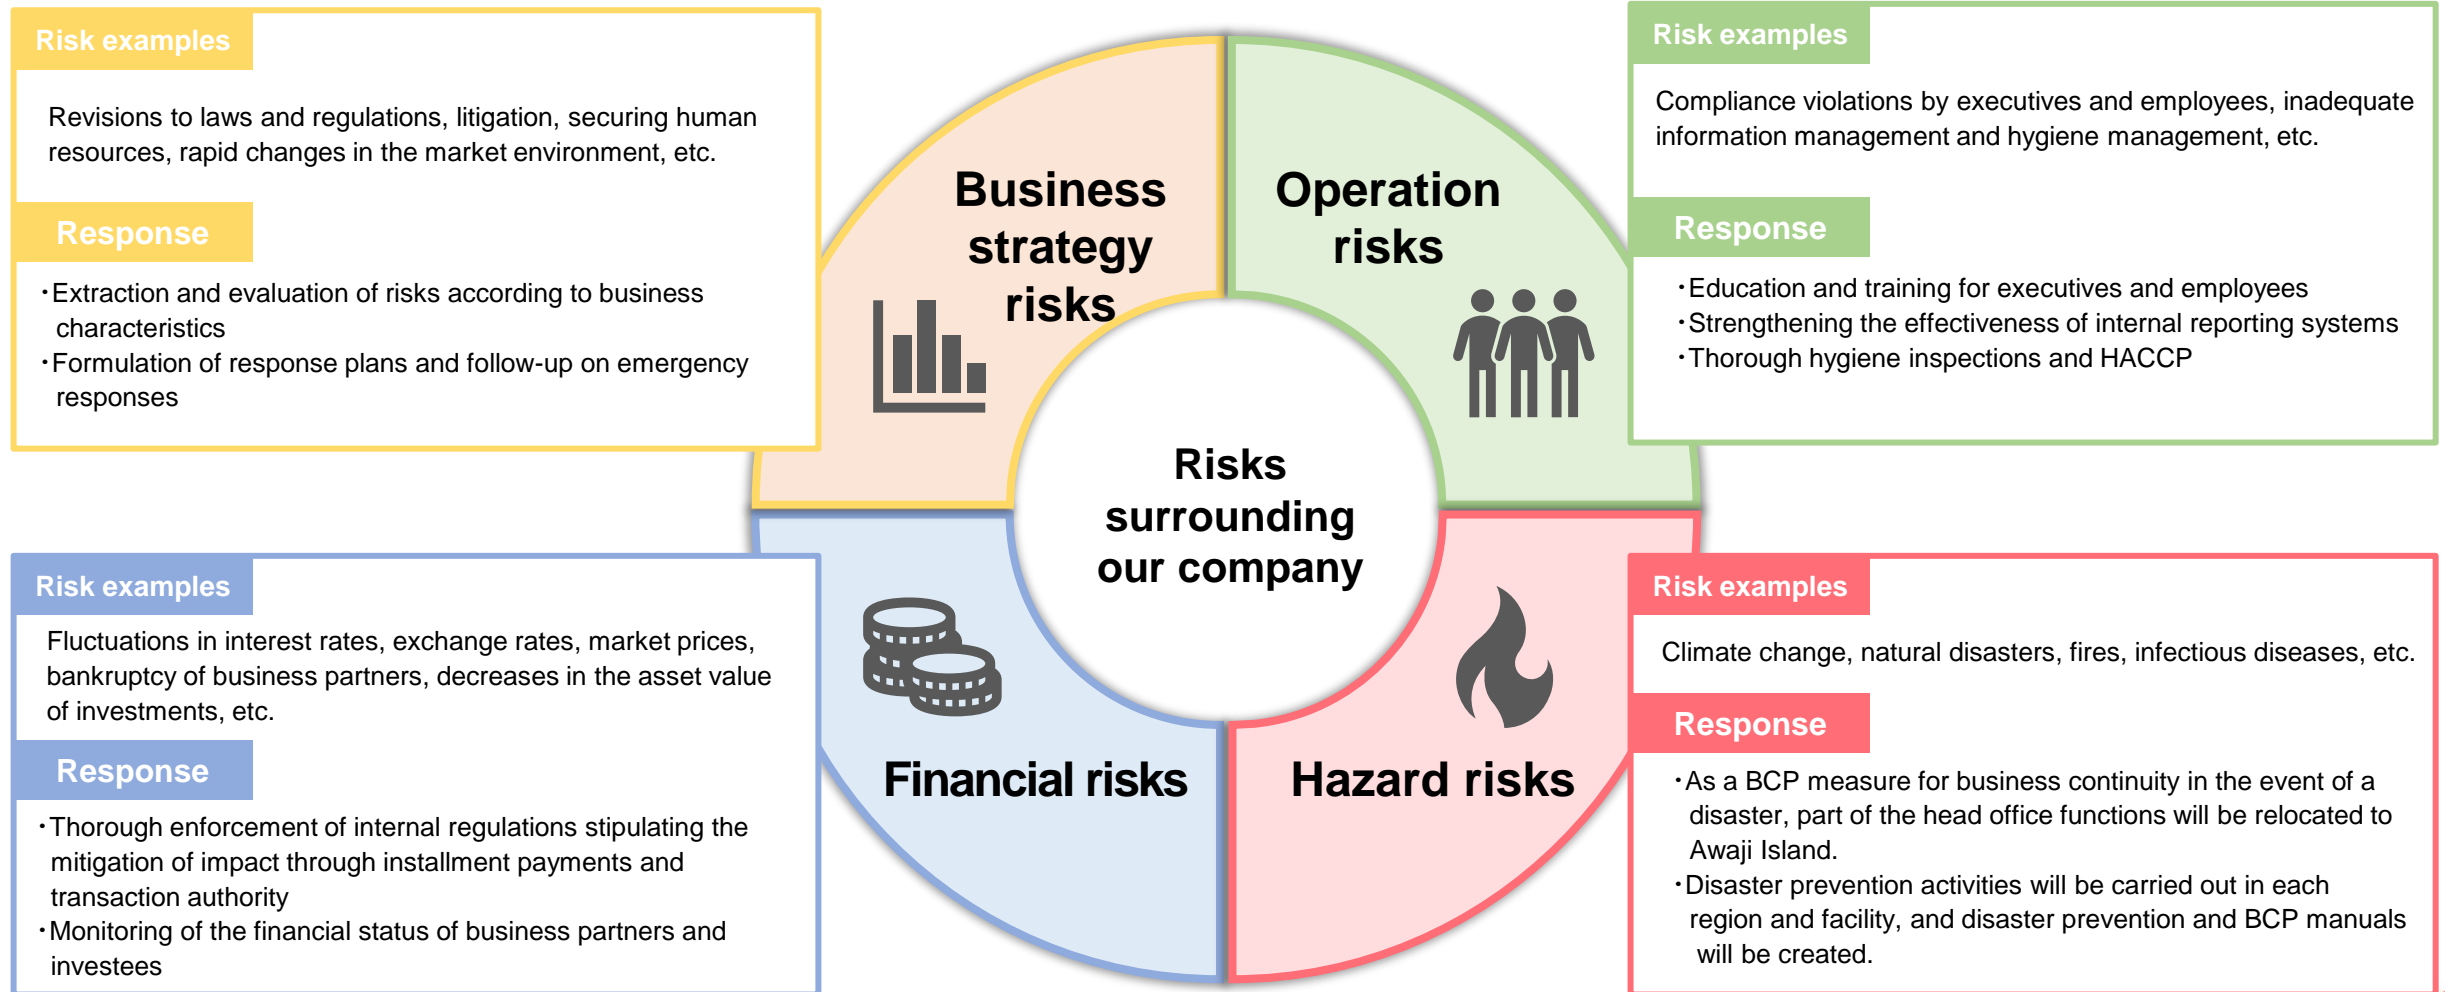 Risk examples
Revisions to laws and regulations, litigation, securing human
resources, rapid changes in the market environment, etc.
Response
・Extraction and evaluation of risks according to business
characteristics
・Formulation of response plans and follow-up on emergency
responses
Business
strategy
risks
Operation
risks
Risk examples
Compliance violations by executives and employees, inadequate
information management and hygiene management, etc.
Response
・Education and training for executives and employees
・Strengthening the effectiveness of internal reporting systems
・Thorough hygiene inspections and HACCP
Risks
surrounding
our company
Risk examples
Fluctuations in interest rates, exchange rates, market prices,
bankruptcy of business partners, decreases in the asset value
of investments, etc.
Response
・Thorough enforcement of internal regulations stipulating the
mitigation of impact through installment payments and
transaction authority
・Monitoring of the financial status of business partners and
investees
Financial risks
Hazard risks
Risk examples
Climate change, natural disasters, fires, infectious diseases, etc.
Response
・As a BCP measure for business continuity in the event of a
disaster, part of the head office functions will be relocated to
Awaji Island.
・Disaster prevention activities will be carried out in each
region and facility, and disaster prevention and BCP manuals
will be created.